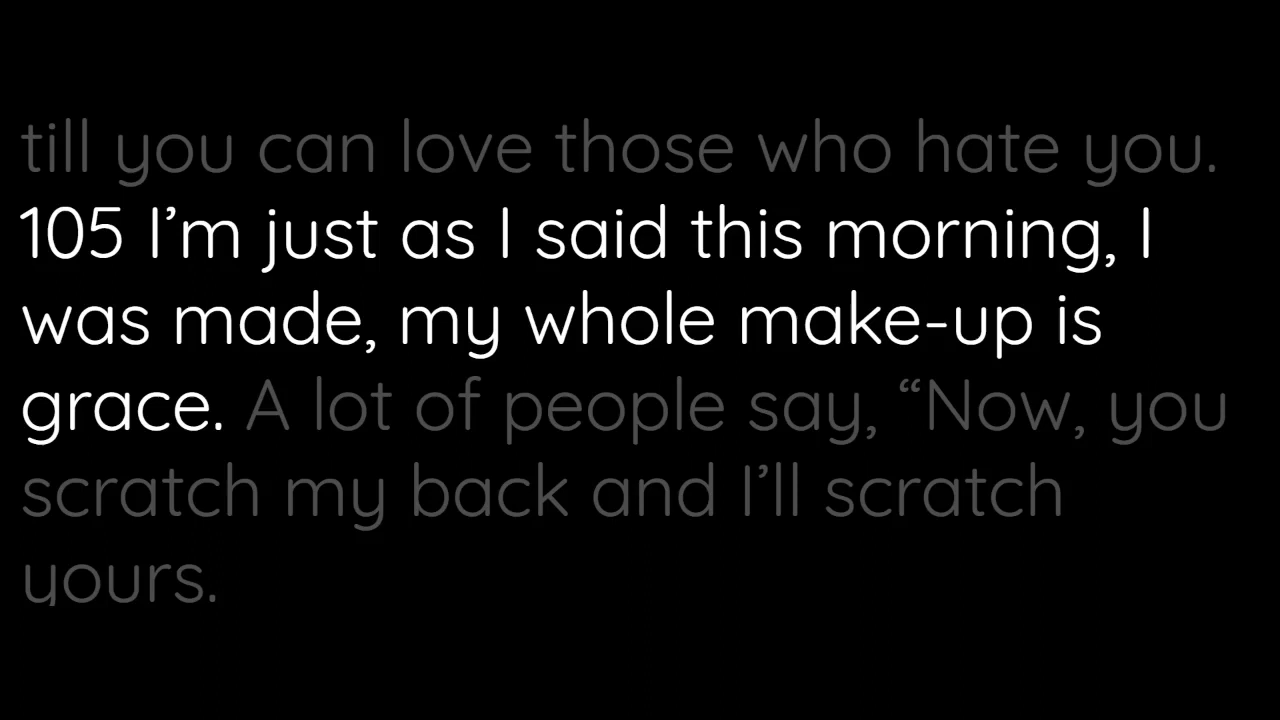 till you can love those who hate you.
105 I’m just as I said this morning, I
was made, my whole make-up is
grace. A lot of people say, “Now, you
scratch my back and I’ll scratch
yours.